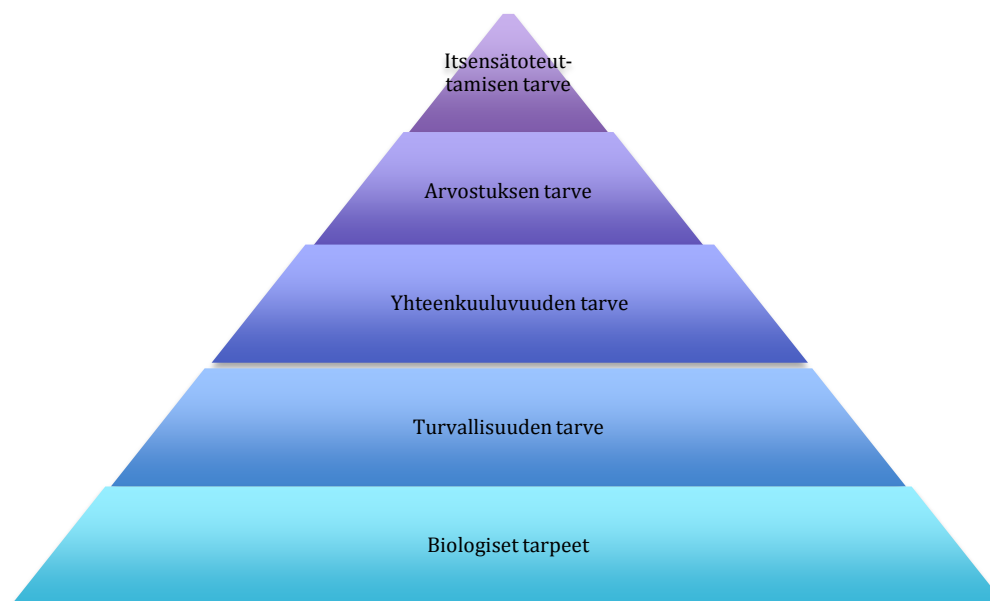 Itsensätoteut-
tamisen tarve
Arvostuksen tarve
Yhteenkuuluvuuden tarve
Turvallisuuden tarve
Biologiset tarpeet